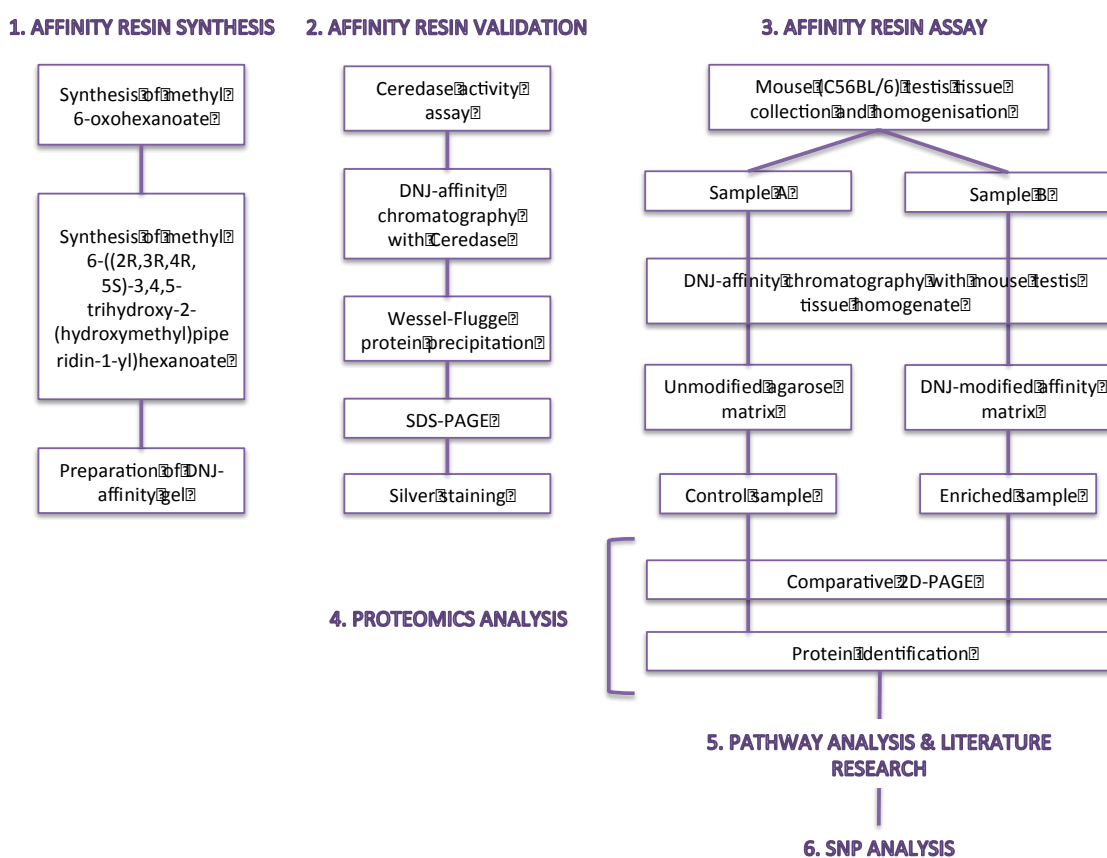 1. AFFINITY RESIN SYNTHESIS
Synthesis of methyl
6-oxohexanoate
Synthesis of methyl
6-((2R,3R,4R,
5S)-3,4,5-
trihydroxy-2-
(hydroxymethyl)pipe
ridin-1-yl)hexanoate
Preparation of DNJ-
affinity gel
2. AFFINITY RESIN VALIDATION
Ceredase activity
assay
DNJ-affinity
chromatography
with Ceredase
Wessel-Flugge
protein precipitation
SDS-PAGE
Silver staining
3. AFFINITY RESIN ASSAY
Mouse (C56BL/6) testis tissue
collection and homogenisation
Sample A
Sample B
DNJ-affinity chromatography with mouse testis
tissue homogenate
Unmodified agarose
matrix
DNJ-modified affinity
matrix
Control sample
Enriched sample
4. PROTEOMICS ANALYSIS
Comparative 2D-PAGE
Protein identification
5. PATHWAY ANALYSIS & LITERATURE
RESEARCH
6. SNP ANALYSIS